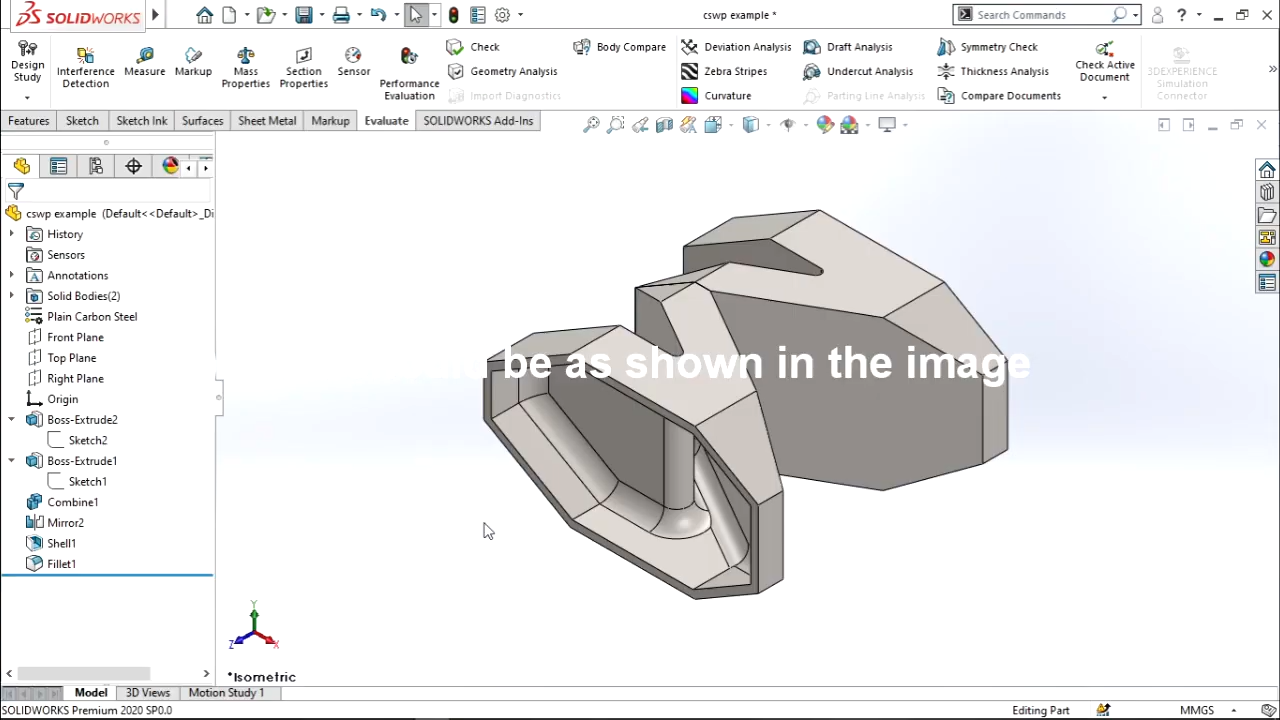 SOLIDWORKS
cswp example *
Search Commands
Design Study
Interference Detection
Measure
Markup
Mass Properties
Section Properties
Sensor
Performance Evaluation
Check
Geometry Analysis
Import Diagnostics
Body Compare
Deviation Analysis
Zebra Stripes
Curvature
Draft Analysis
Undercut Analysis
Parting Line Analysis
Symmetry Check
Thickness Analysis
Compare Documents
Check Active Document
3DEXPERIENCE Simulation Connector
Features
Sketch
Sketch Ink
Surfaces
Sheet Metal
Markup
Evaluate
SOLIDWORKS Add-Ins
cswp example (Default<<Default>_Di
History
Sensors
Annotations
Solid Bodies(2)
Plain Carbon Steel
Front Plane
Top Plane
Right Plane
Origin
Boss-Extrude2
Sketch2
Boss-Extrude1
Sketch1
Combine1
Mirror2
Shell1
Fillet1
be as shown in the image
Y
Z
X
*Isometric
Model
3D Views
Motion Study 1
SOLIDWORKS Premium 2020 SP0.0
Editing Part
MMGS